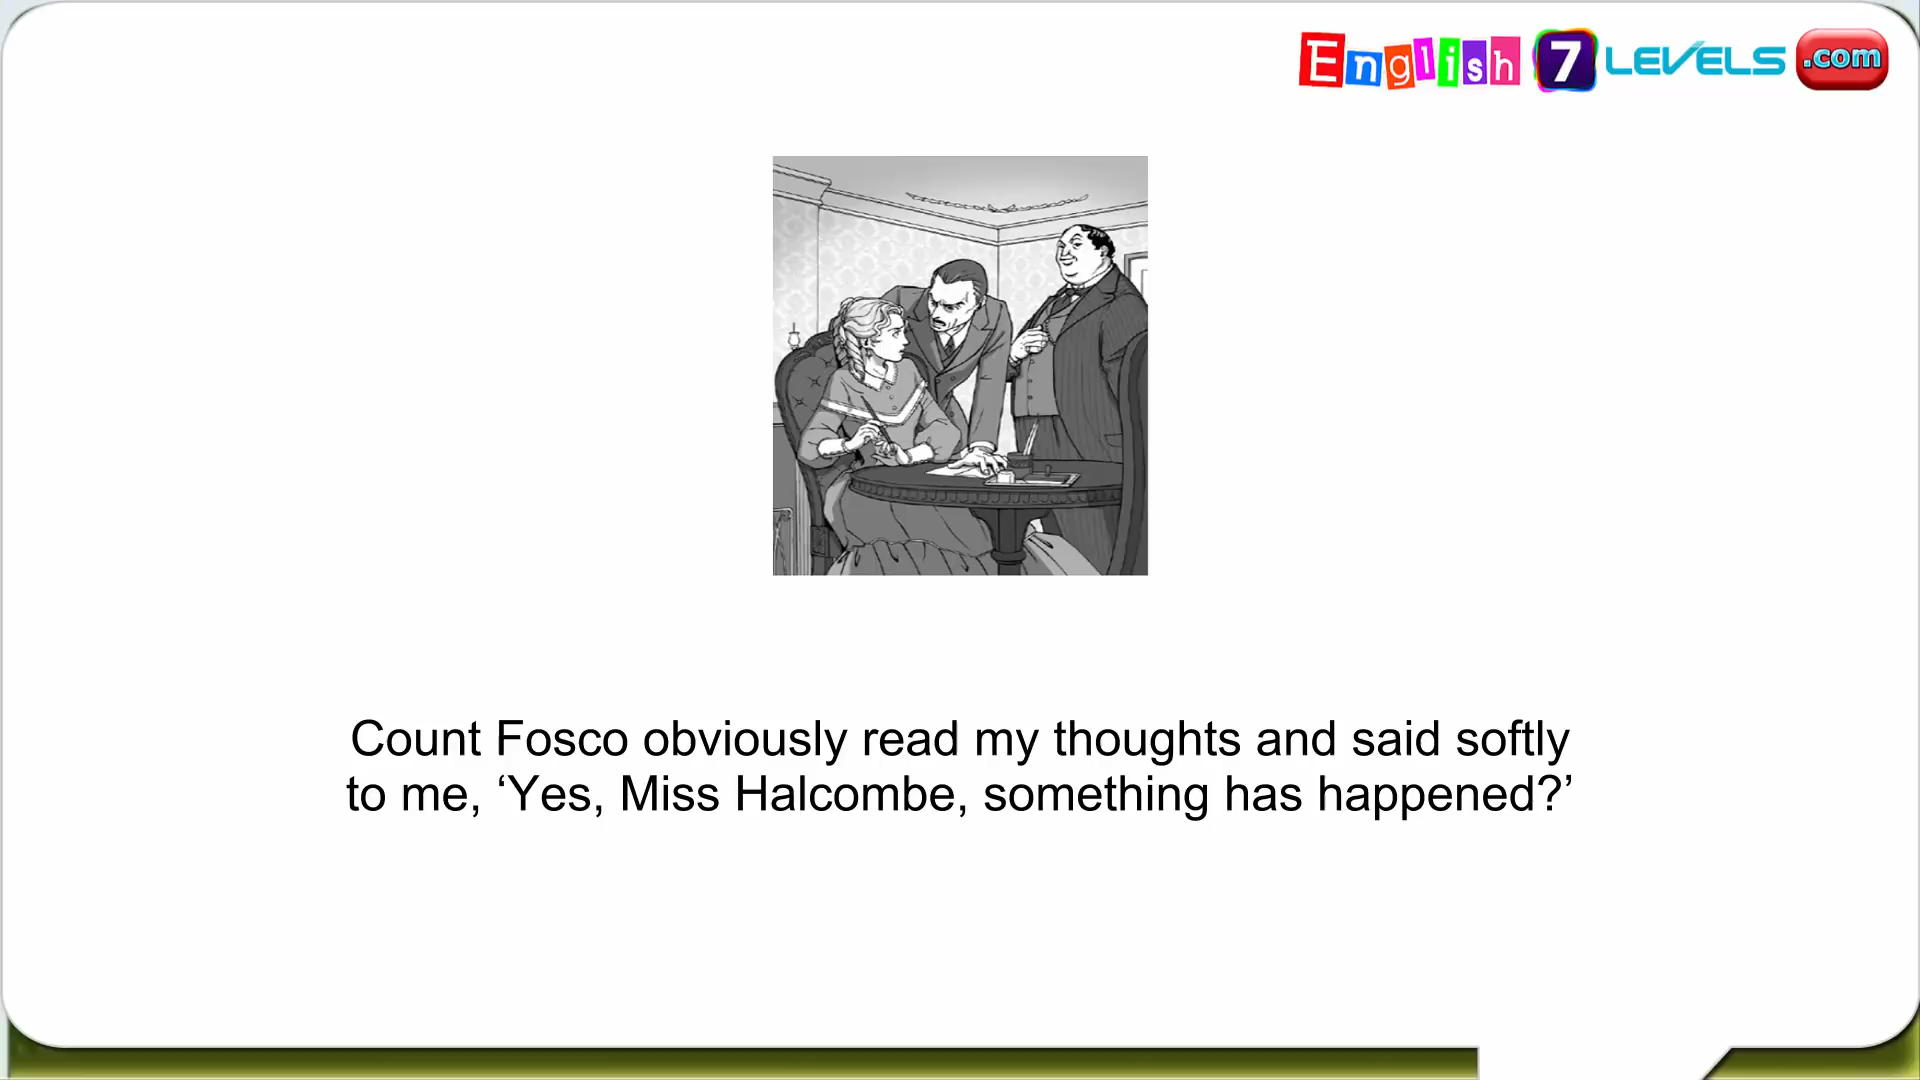 English 7 LEVELS .com
Count Fosco obviously read my thoughts and said softly
to me, ‘Yes, Miss Halcombe, something has happened?’